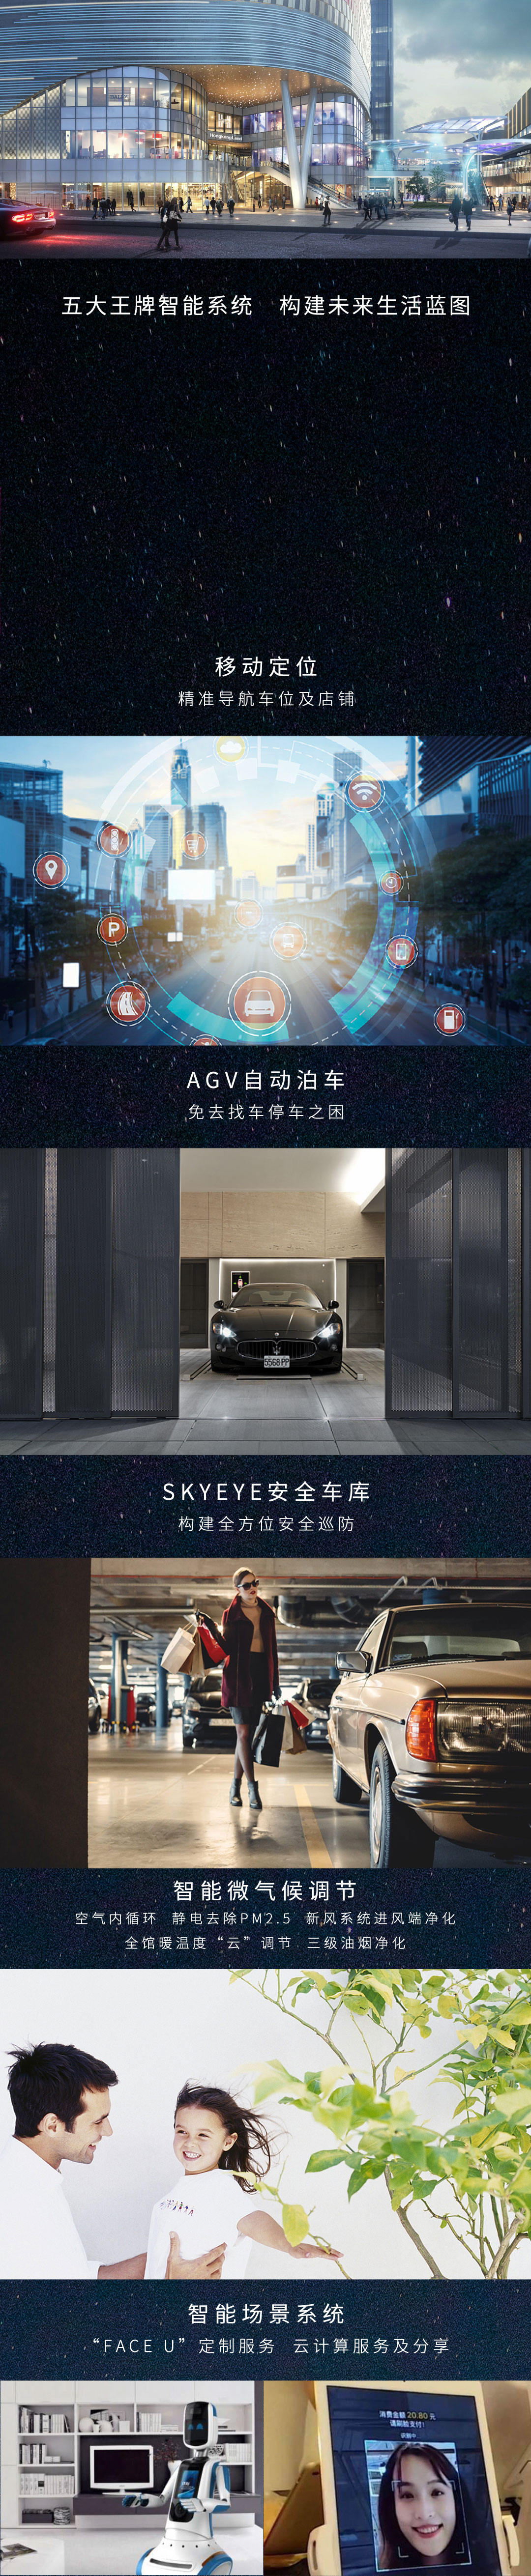 五大王牌智能系统 构建未来生活蓝图
移动定位
精准导航车位及店铺
P
AGV自动泊车
免去找车停车之困
5568 PP
SKYEYE安全车库
构建全方位安全巡防
智能微气候调节
空气内循环 静电去除PM2.5 新风系统进风端净化
全馆暖温度“云”调节 三级油烟净化
智能场景系统
“FACE U”定制服务 云计算服务及分享
消费金额 20.80 元
请刷脸支付!
识别中